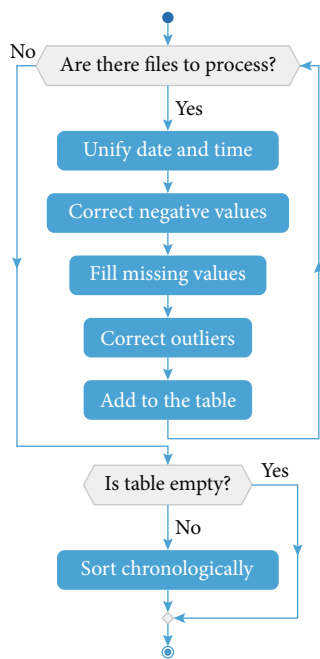 No
Are there files to process?
Yes
Unify date and time
Correct negative values
Fill missing values
Correct outliers
Add to the table
Is table empty?
Yes
No
Sort chronologically